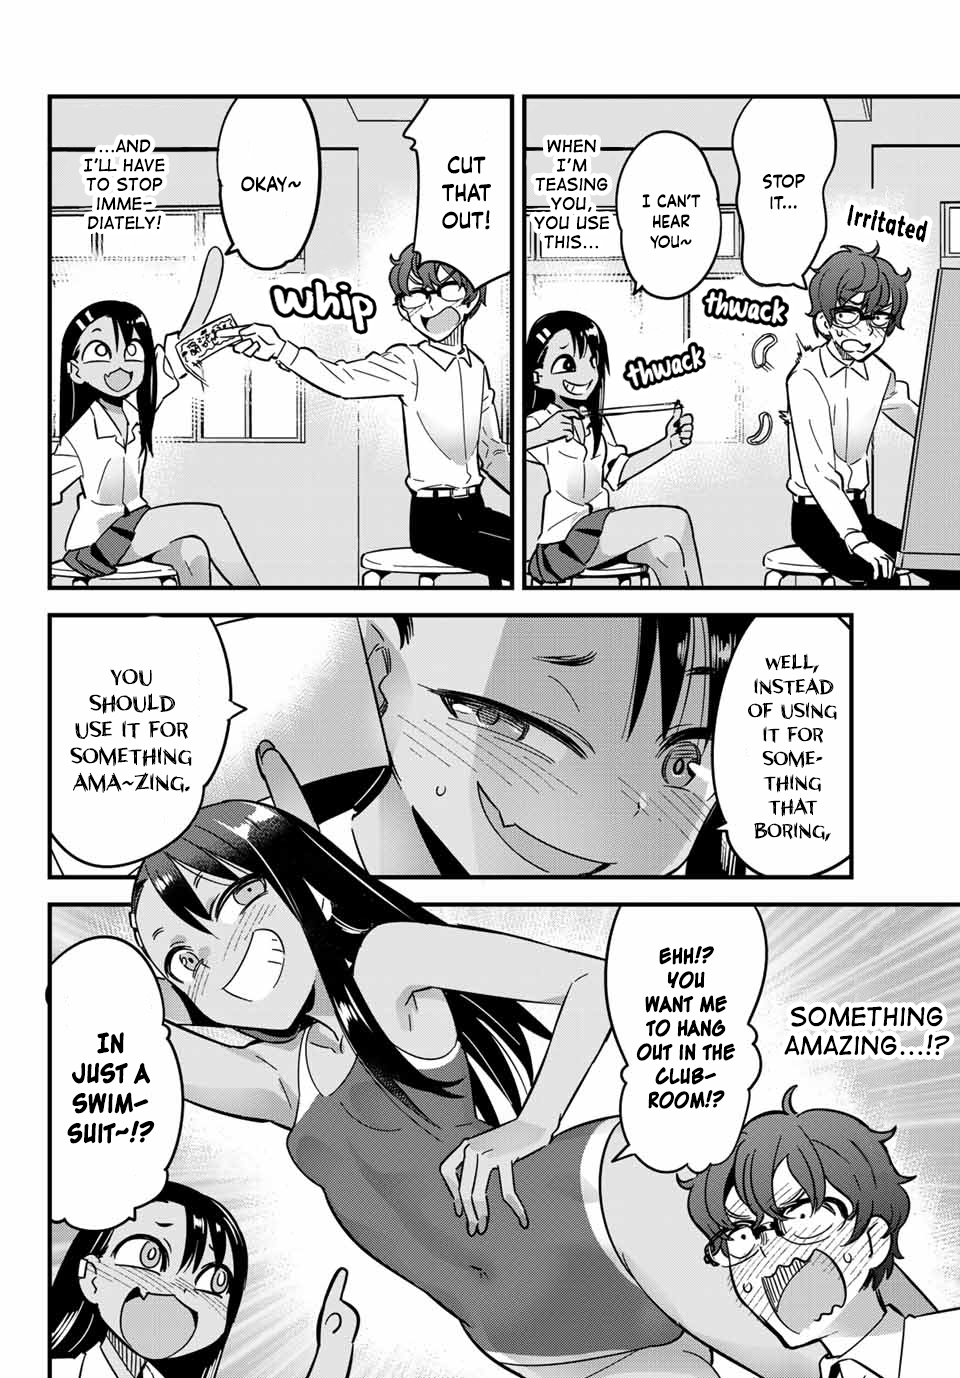 WHEN
I'M
TEASING
YOU,
YOU USE
THIS...
I CAN'T
HEAR
YOU~
STOP
IT...
Irritated
thwack
thwack
...AND
I'LL HAVE
TO STOP
IMME-
DIATELY!
OKAY~
CUT
THAT
OUT!
whip
WELL,
INSTEAD
OF USING
IT FOR
SOME-
THING
THAT
BORING,
YOU
SHOULD
USE IT FOR
SOMETHING
AMA~ZING.
SOMETHING
AMAZING...!?
EHH!?
YOU
WANT ME
TO HANG
OUT IN THE
CLUB-
ROOM!?
IN
JUST A
SWIM-
SUIT~!?